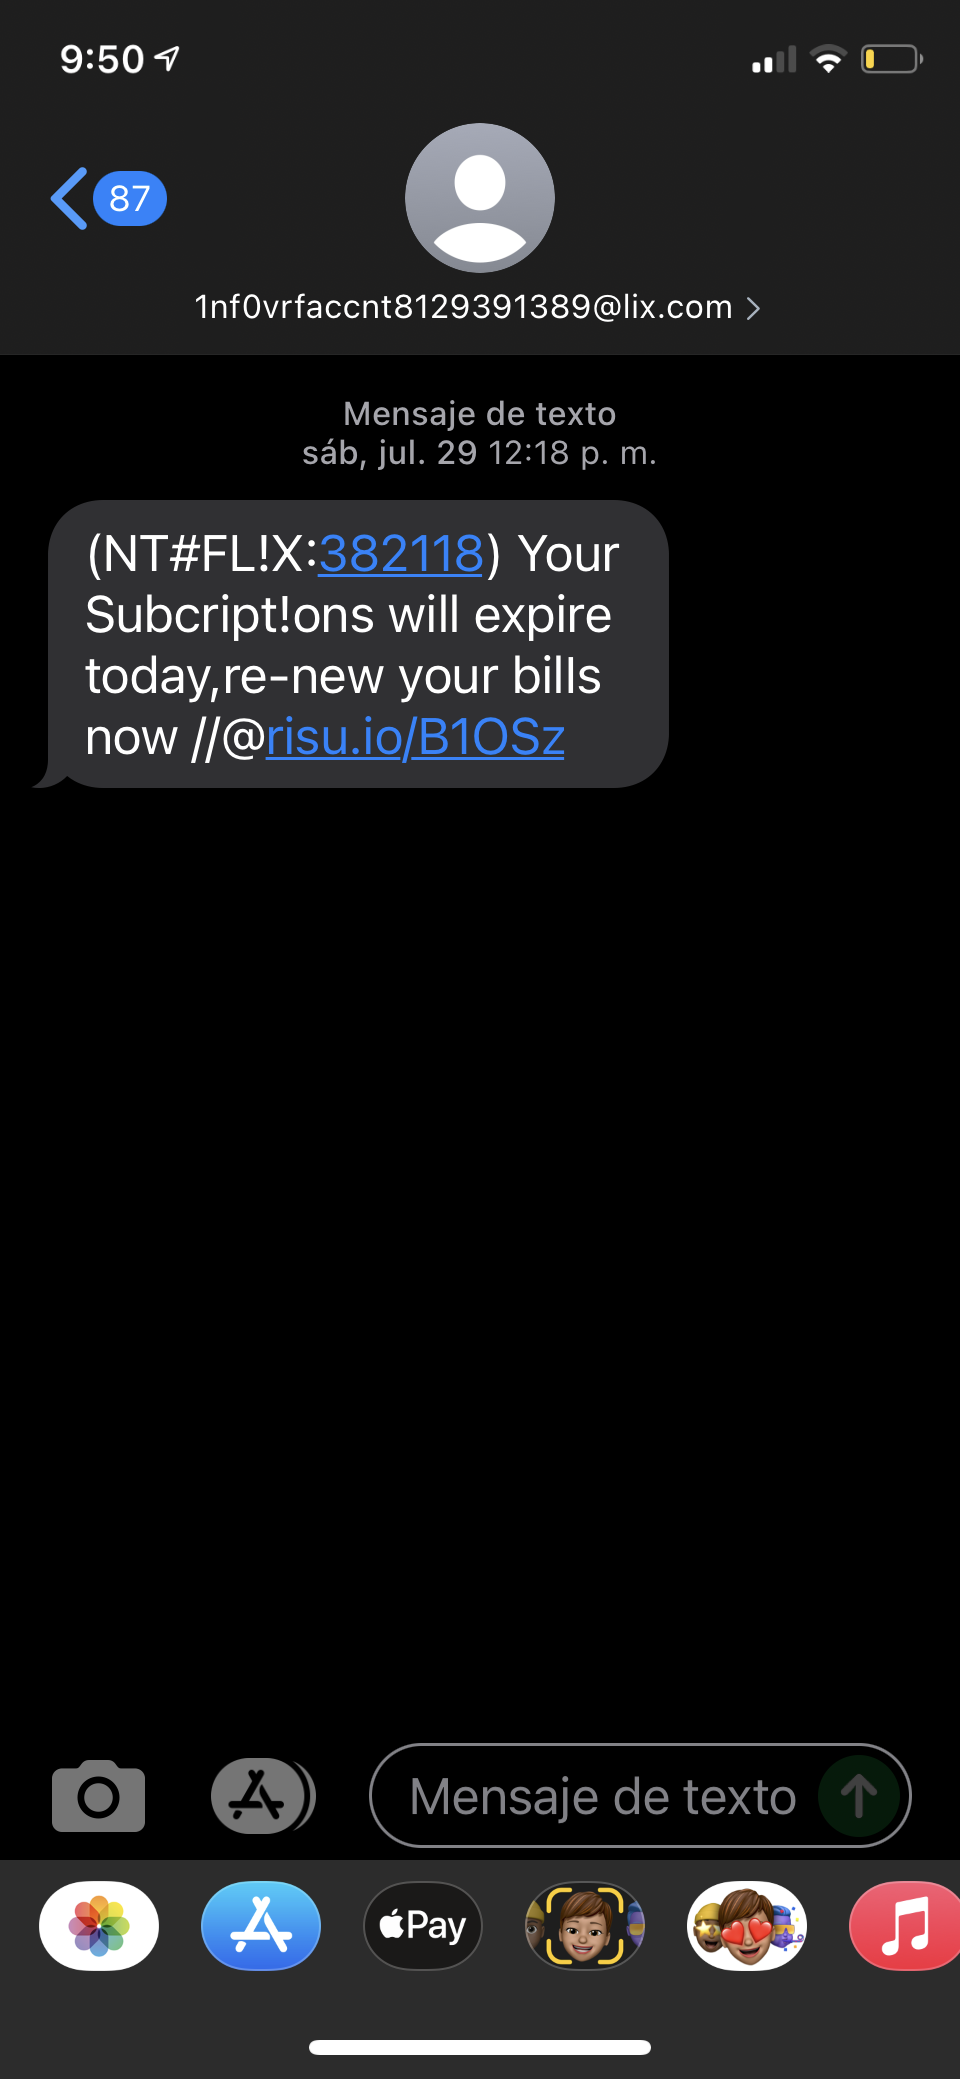 9:50
87
1nf0vrfaccnt8129391389@lix.com
Mensaje de texto
sáb, jul. 29 12:18 p. m.
(NT#FL!X:382118) Your
Subcript!ons will expire
today,re-new your bills
now //@risu.io/B1OSz
Mensaje de texto
Pay